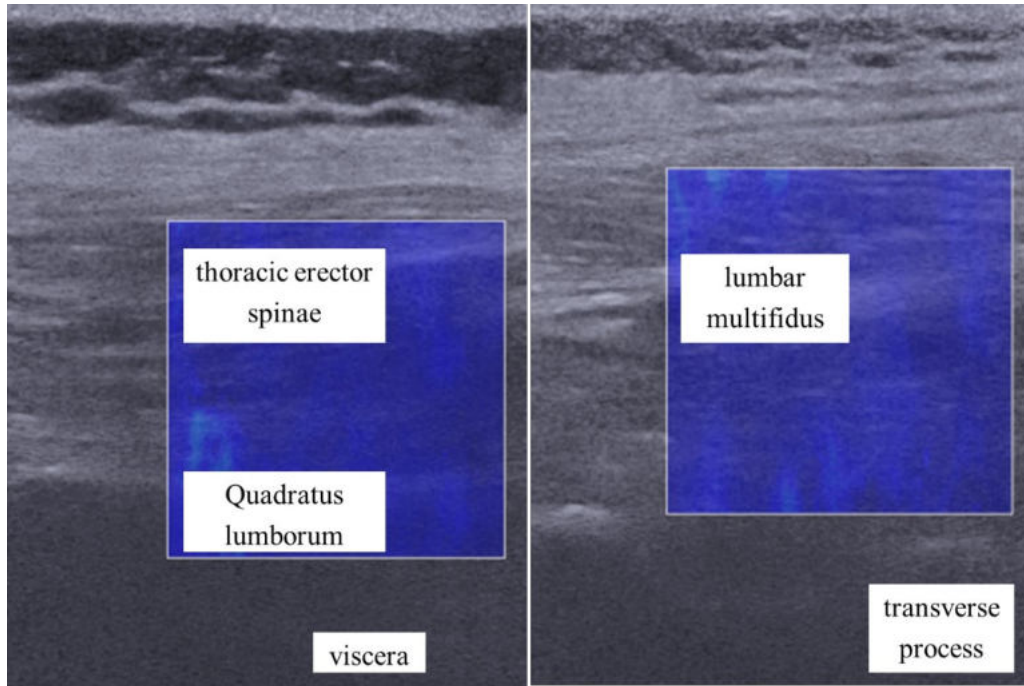 thoracic erector
spinae
Quadratus
lumborum
viscera
lumbar
multifidus
transverse
process